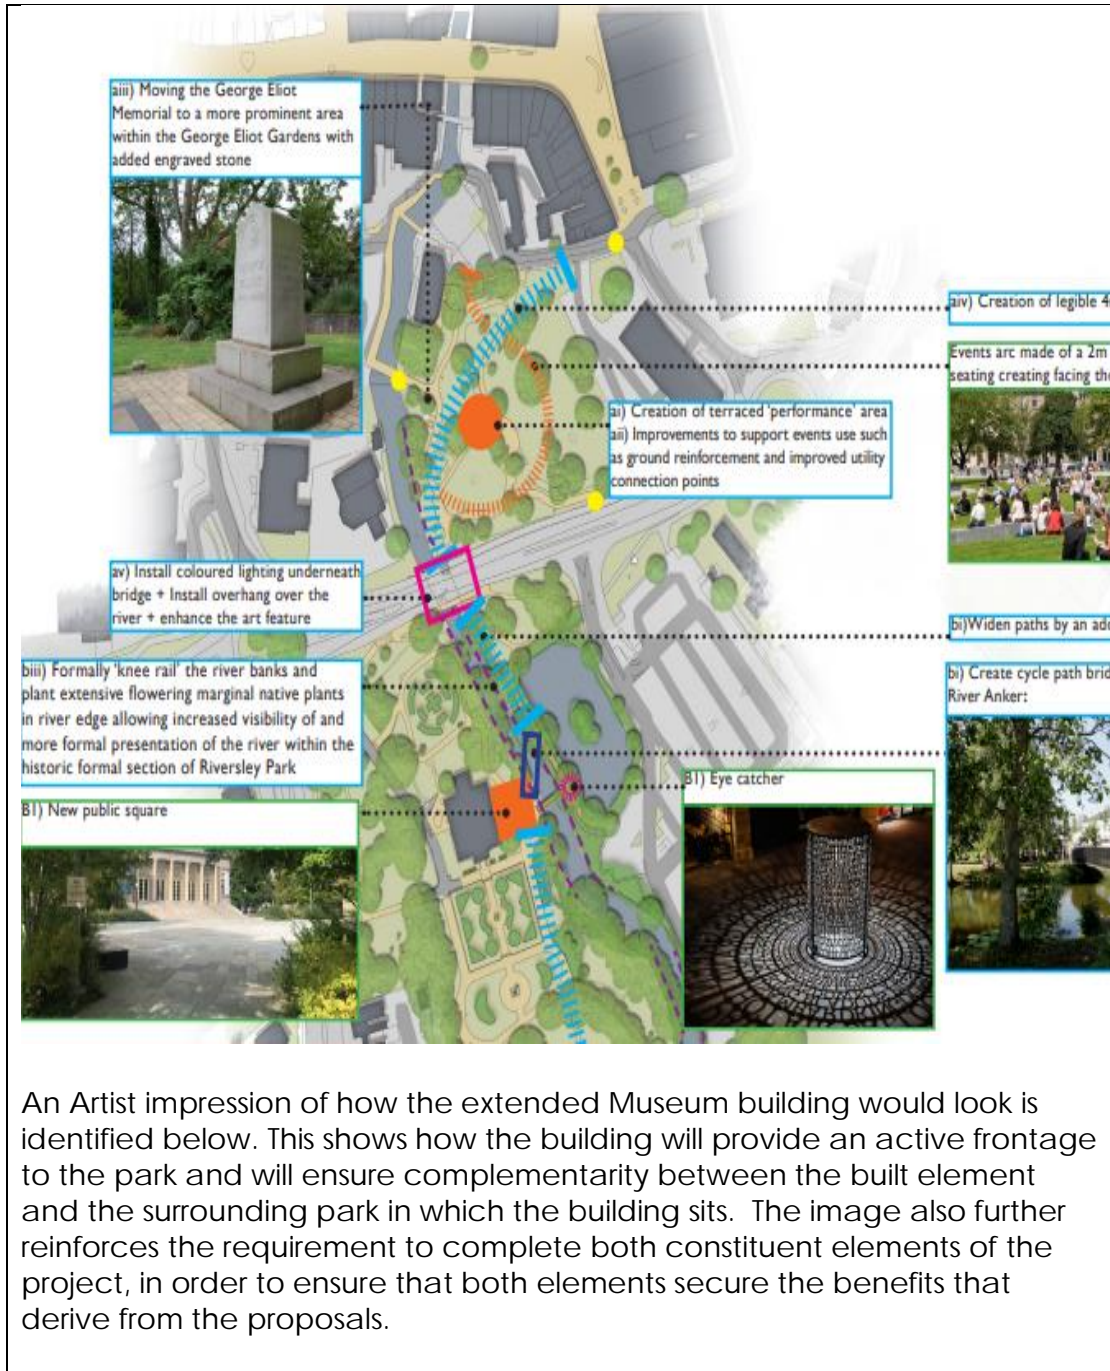 aiii) Moving the George Eliot
Memorial to a more prominent area
within the George Eliot Gardens with
added engraved stone
aiv) Creation of legible 4
Events arc made of a 2m
seating creating facing the
ai) Creation of terraced 'performance' area
aii) Improvements to support events use such
as ground reinforcement and improved utility
connection points
av) Install coloured lighting underneath
bridge + Install overhang over the
river + enhance the art feature
bi)Widen paths by an add
biii) Formally 'knee rail' the river banks and
plant extensive flowering marginal native plants
in river edge allowing increased visibility of and
more formal presentation of the river within the
historic formal section of Riversley Park
bi) Create cycle path brid
River Anker:
B1) Eye catcher
B1) New public square
An Artist impression of how the extended Museum building would look is
identified below. This shows how the building will provide an active frontage
to the park and will ensure complementarity between the built element
and the surrounding park in which the building sits.  The image also further
reinforces the requirement to complete both constituent elements of the
project, in order to ensure that both elements secure the benefits that
derive from the proposals.